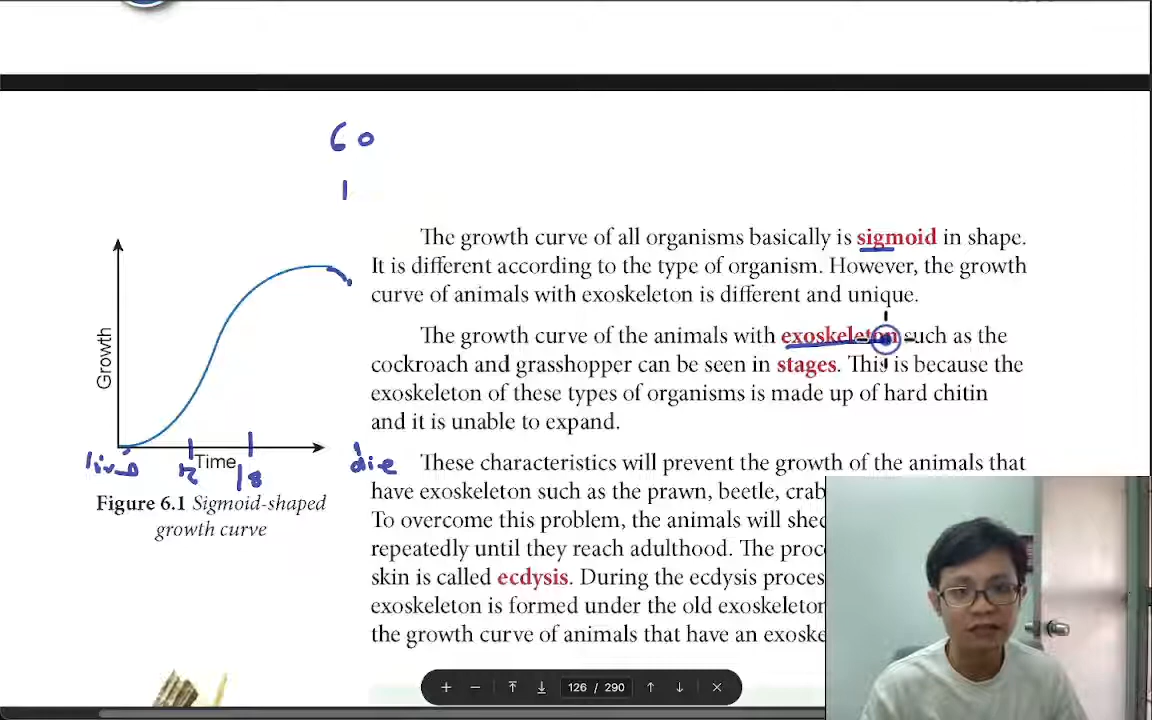 60
1
The growth curve of all organisms basically is sigmoid in shape.
It is different according to the type of organism. However, the growth
curve of animals with exoskeleton is different and unique.
The growth curve of the animals with exoskeleton such as the
cockroach and grasshopper can be seen in stages. This is because the
exoskeleton of these types of organisms is made up of hard chitin
and it is unable to expand.
These characteristics will prevent the growth of the animals that
have exoskeleton such as the prawn, beetle, crab
To overcome this problem, the animals will shed
repeatedly until they reach adulthood. The proc
skin is called ecdysis. During the ecdysis proces
exoskeleton is formed under the old exoskeleton
the growth curve of animals that have an exoske
Growth
Time
18
die
Figure 6.1 Sigmoid-shaped
growth curve
126 / 290